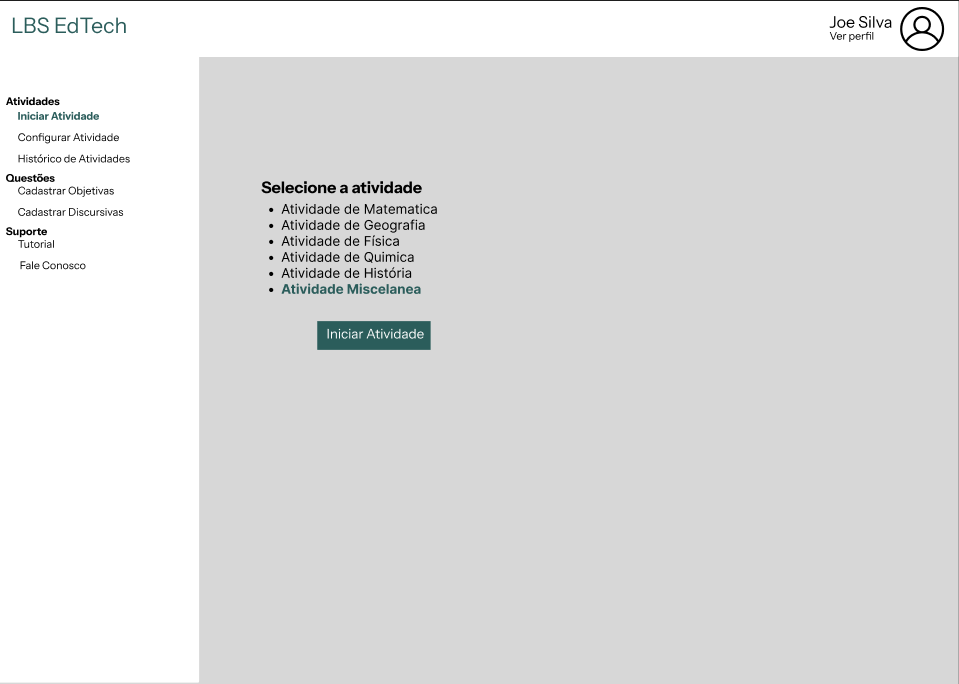 LBS EdTech
Joe Silva
Ver perfil
Atividades
Iniciar Atividade
Configurar Atividade
Histórico de Atividades
Questões
Cadastrar Objetivas
Cadastrar Discursivas
Suporte
Tutorial
Fale Conosco
Selecione a atividade
Atividade de Matematica
Atividade de Geografia
Atividade de Física
Atividade de Quimica
Atividade de História
Atividade Miscelanea
Iniciar Atividade